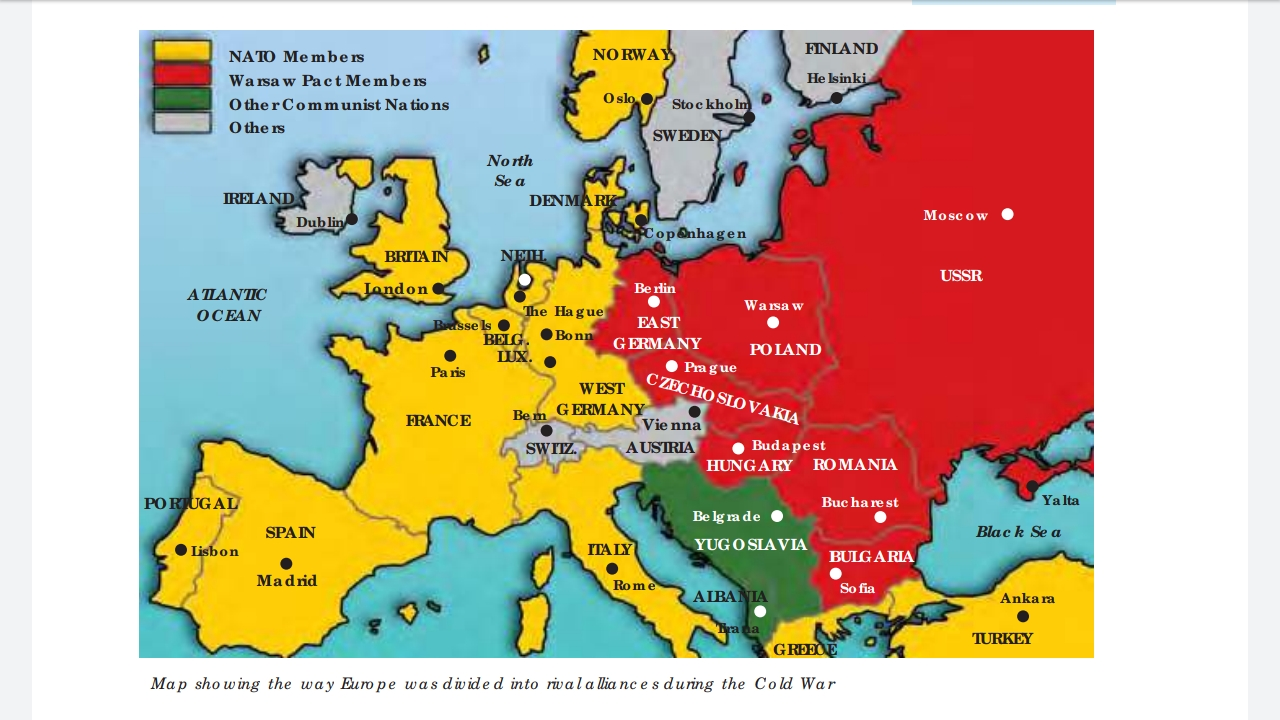 NATO Members
Warsaw Pact Members
Other Communist Nations
Others
NORWAY
FINLAND
Helsinki
Oslo
Stockholm
SWEDEN
North
Sea
IRELAND
DENMARK
Dublin
Copenhagen
Moscow
BRITAIN
NETH.
USSR
London
Berlin
ATLANTIC
OCEAN
Warsaw
The Hague
Brussels
EAST
GERMANY
Bonn
BELG.
LUX.
POLAND
Paris
Prague
CZECHOSLOVAKIA
WEST
GERMANY
FRANCE
Bern
Vienna
SWITZ.
AUSTRIA
Budapest
HUNGARY
ROMANIA
PORTUGAL
Bucharest
Yalta
Belgrade
Black Sea
SPAIN
YUGOSLAVIA
Lisbon
ITALY
BULGARIA
Madrid
Rome
Sofia
ALBANIA
Ankara
Tirana
TURKEY
GREECE
Map showing the way Europe was divided into rival alliances during the Cold War